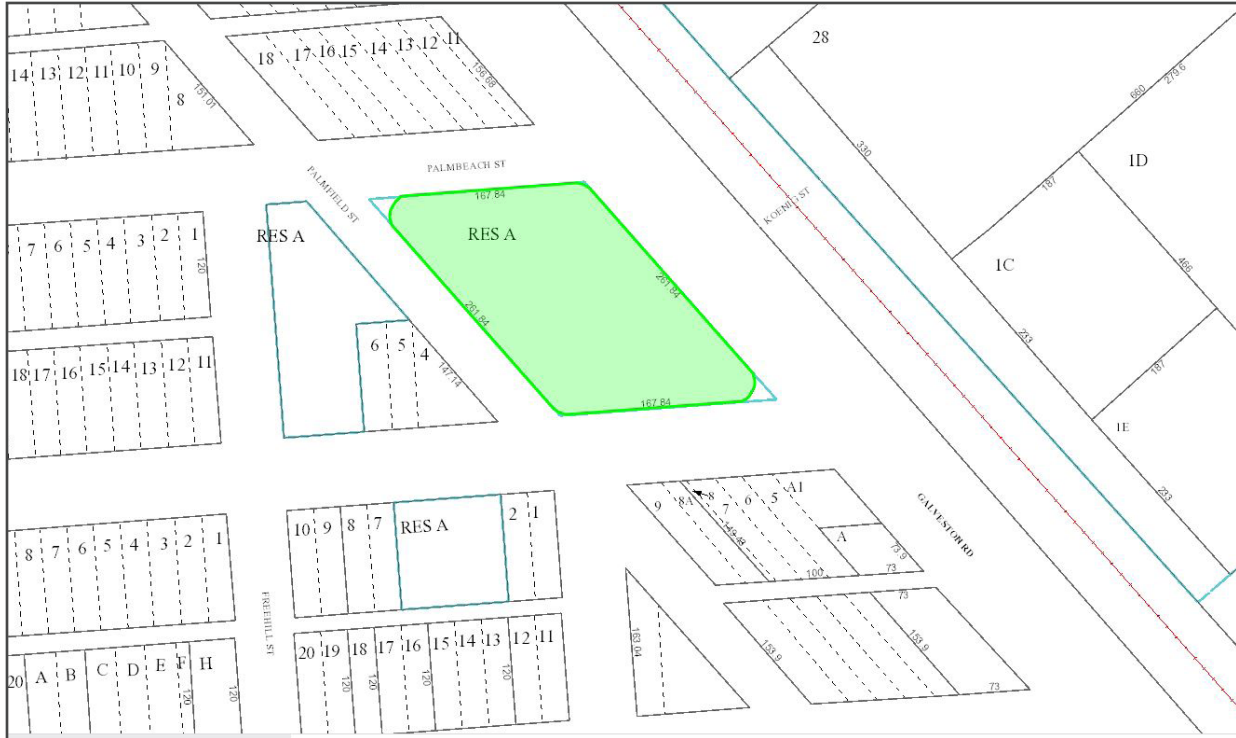 18 17 16 15 14 13 12 11
156.68
14 13 12 11 10 9
8
151.01
28
660
279.6
330
187
1D
PALMBEACH ST
PALMFIELD ST
167.84
KOENIG ST
RES A
RES A
7 6 5 4 3 2 1
120
1C
466
261.84
261.84
233
187
6 5 4
147.14
18 17 16 15 14 13 12 11
167.84
1E
233
9 8A 8 7 6 5 A1
149.43
A
73.9
100
73
GALVESTON RD
10 9 8 7
RES A
2 1
8 7 6 5 4 3 2 1
FREEHILL ST
73
153.9
153.9
73
163.04
20 19 18 17 16 15 14 13 12 11
120
120
120
120
20 A B C D E F H
120
120